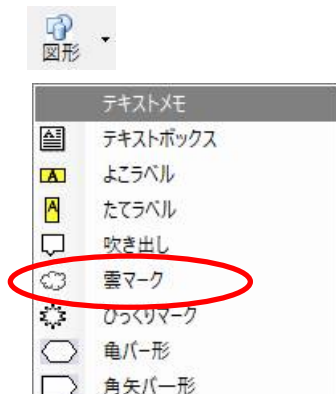 図形
テキストメモ
テキストボックス
よこラベル
たてラベル
吹き出し
雲マーク
びっくりマーク
亀バー形
角矢バー形